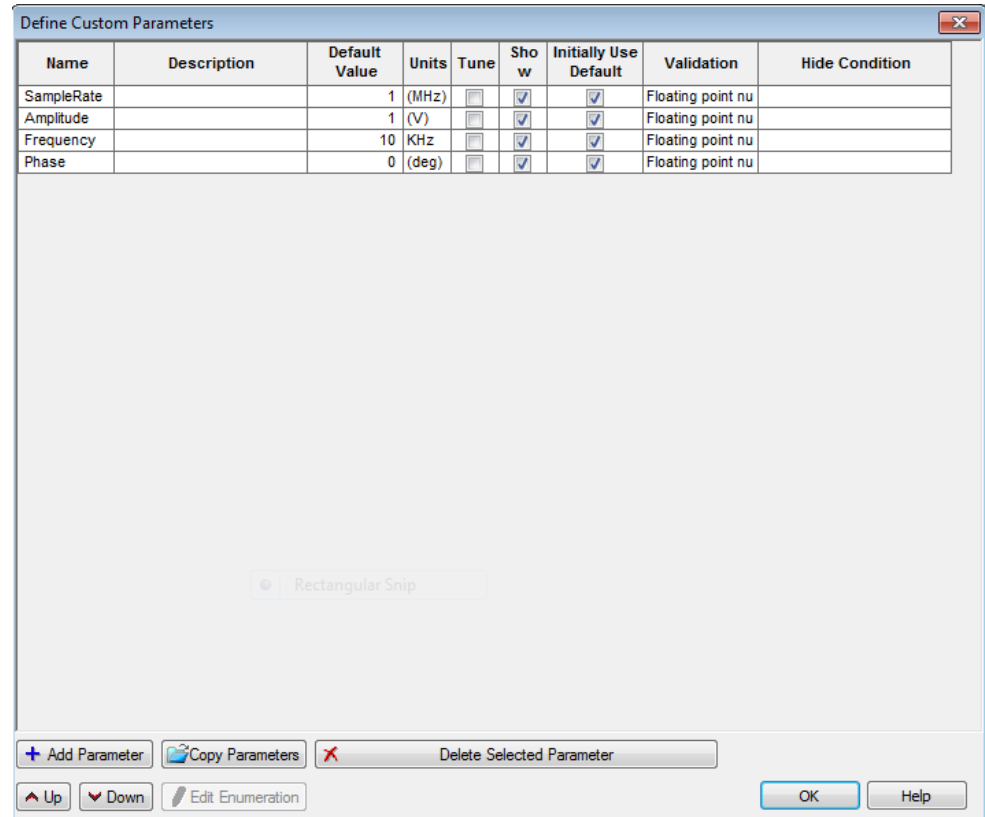 Define Custom Parameters
Name Description Default Value Units Tune Show Initially Use Default Validation Hide Condition
SampleRate 1 (MHz) Floating point nu
Amplitude 1 (V) Floating point nu
Frequency 10 KHz Floating point nu
Phase 0 (deg) Floating point nu
Rectangular Snip
Add Parameter Copy Parameters Delete Selected Parameter
Up Down Edit Enumeration OK Help